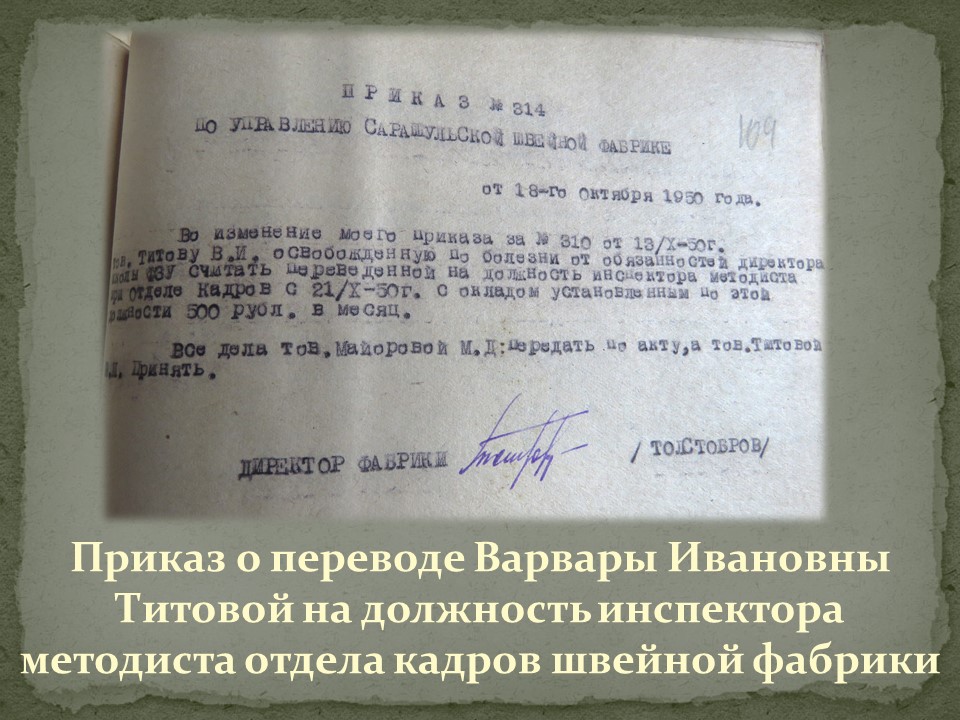 ПРИКАЗ № 314
ПО УПРАВЛЕНИЮ САРАПУЛЬСКОЙ ШВЕЙНОЙ ФАБРИКЕ
109
от 18-го Октября 1950 года.
Во изменение моего приказа за № 310 от 13/Х-50г.
тов. Титову В.И. освобожденную по болезни от обязанностей директора
школы ФЗУ считать переведенной на должность инспектора методиста
при Отделе Кадров с 21/Х-50г. с окладом установленным по этой
должности 500 рубл. в месяц.
Все дела тов. Майоровой М.Д. передать по акту, а тов. Титовой
В.И. Принять.
ДИРЕКТОР ФАБРИКИ /ТОЛСТОБРОВ/
Приказ о переводе Варвары Ивановны
Титовой на должность инспектора
методиста отдела кадров швейной фабрики